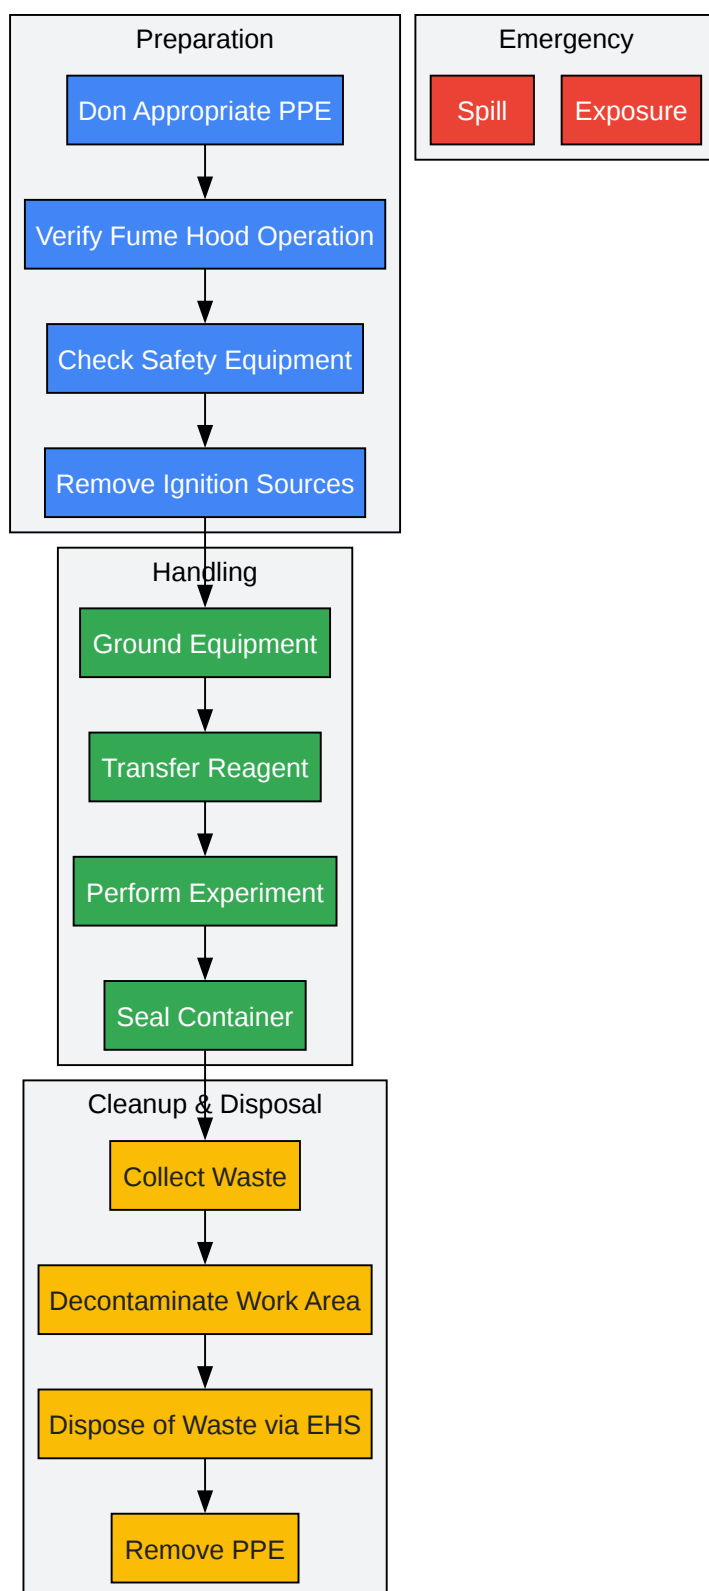 Preparation
Don Appropriate PPE
Verify Fume Hood Operation
Check Safety Equipment
Remove Ignition Sources
Emergency
Spill
Exposure
Handling
Ground Equipment
Transfer Reagent
Perform Experiment
Seal Container
Cleanup & Disposal
Collect Waste
Decontaminate Work Area
Dispose of Waste via EHS
Remove PPE